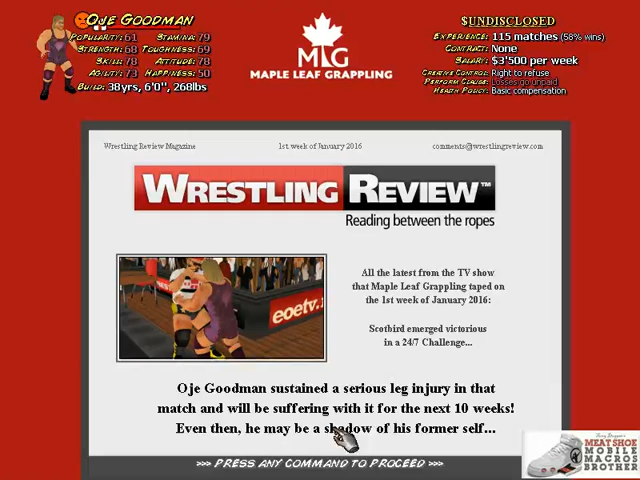 Oje Goodman
Popularity: 61 Stamina: 79
Strength: 68 Toughness: 69
Skill: 78 Attitude: 78
Agility: 73 Happiness: 50
Build: 38yrs, 6'0", 268lbs
MLG
MAPLE LEAF GRAPPLING
$UNDISCLOSED
Experience: 115 matches (58% wins)
Contract: None
Salary: $3'500 per week
Creative Control: Right to refuse
Perform Clause: Losses go unpaid
Health Policy: Basic compensation
Wrestling Review Magazine 1st week of January 2016 comments@wrestlingreview.com
WRESTLING REVIEW™
Reading between the ropes
eoetv.
All the latest from the TV show
that Maple Leaf Grappling taped on
the 1st week of January 2016:
Scotbird emerged victorious
in a 24/7 Challenge...
Oje Goodman sustained a serious leg injury in that
match and will be suffering with it for the next 10 weeks!
Even then, he may be a shadow of his former self...
>>> PRESS ANY COMMAND TO PROCEED >>>
MEAT SHOE
MOBILE
MACROS
BROTHER